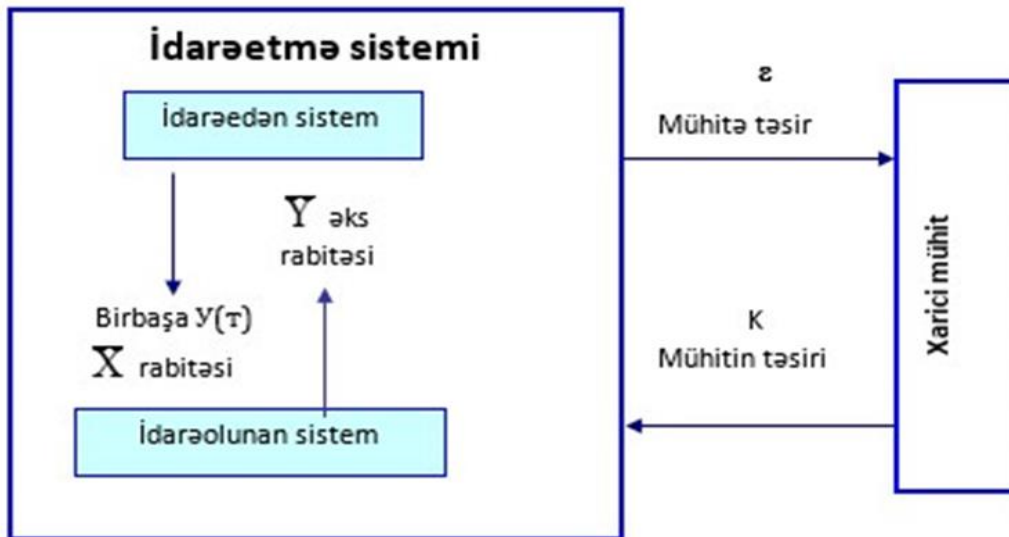 İdarəetmə sistemi
İdarəedən sistem
Y əks
rabitəsi
Birbaşa У(т)
X rabitəsi
İdarəolunan sistem
ε
Mühitə təsir
K
Mühitin təsiri
Xarici mühit